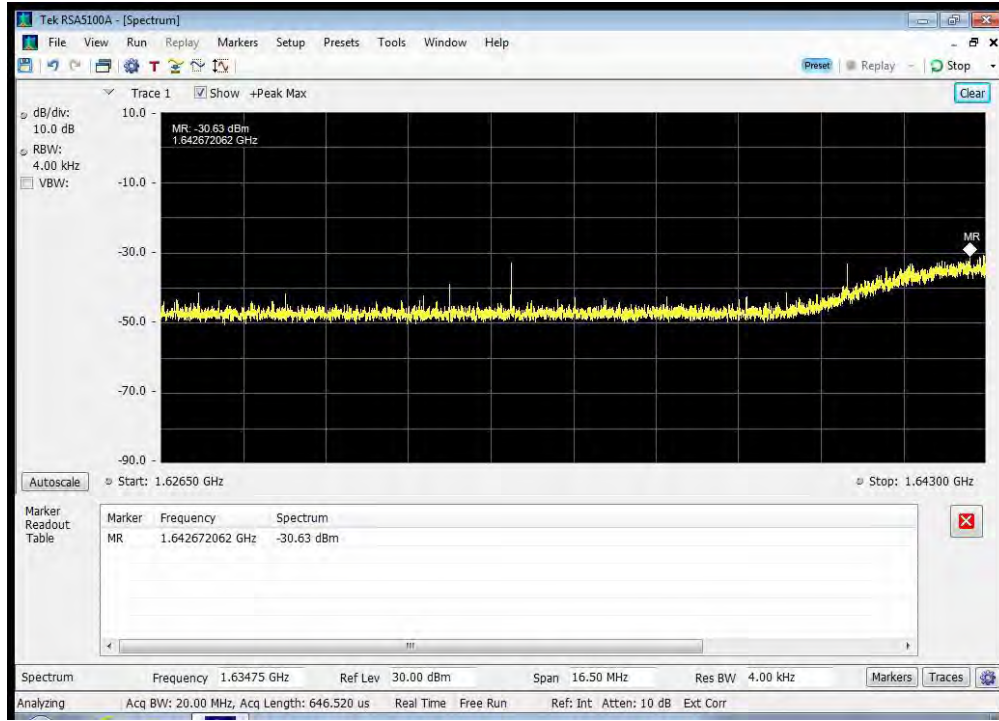 Tek RSA5100A - [Spectrum]
File View Run Replay Markers Setup Presets Tools Window Help
T
Preset Replay Stop
Trace 1 Show +Peak Max Clear
dB/div:
10.0 dB
RBW:
4.00 kHz
VBW:
10.0
-10.0
-30.0
-50.0
-70.0
-90.0
MR: -30.63 dBm
1.642672062 GHz
MR
Autoscale Start: 1.62650 GHz Stop: 1.64300 GHz
Marker
Readout
Table
Marker Frequency Spectrum
MR 1.642672062 GHz -30.63 dBm
Spectrum Frequency 1.63475 GHz Ref Lev 30.00 dBm Span 16.50 MHz Res BW 4.00 kHz Markers Traces
Analyzing Acq BW: 20.00 MHz, Acq Length: 646.520 us Real Time Free Run Ref: Int Atten: 10 dB Ext Corr